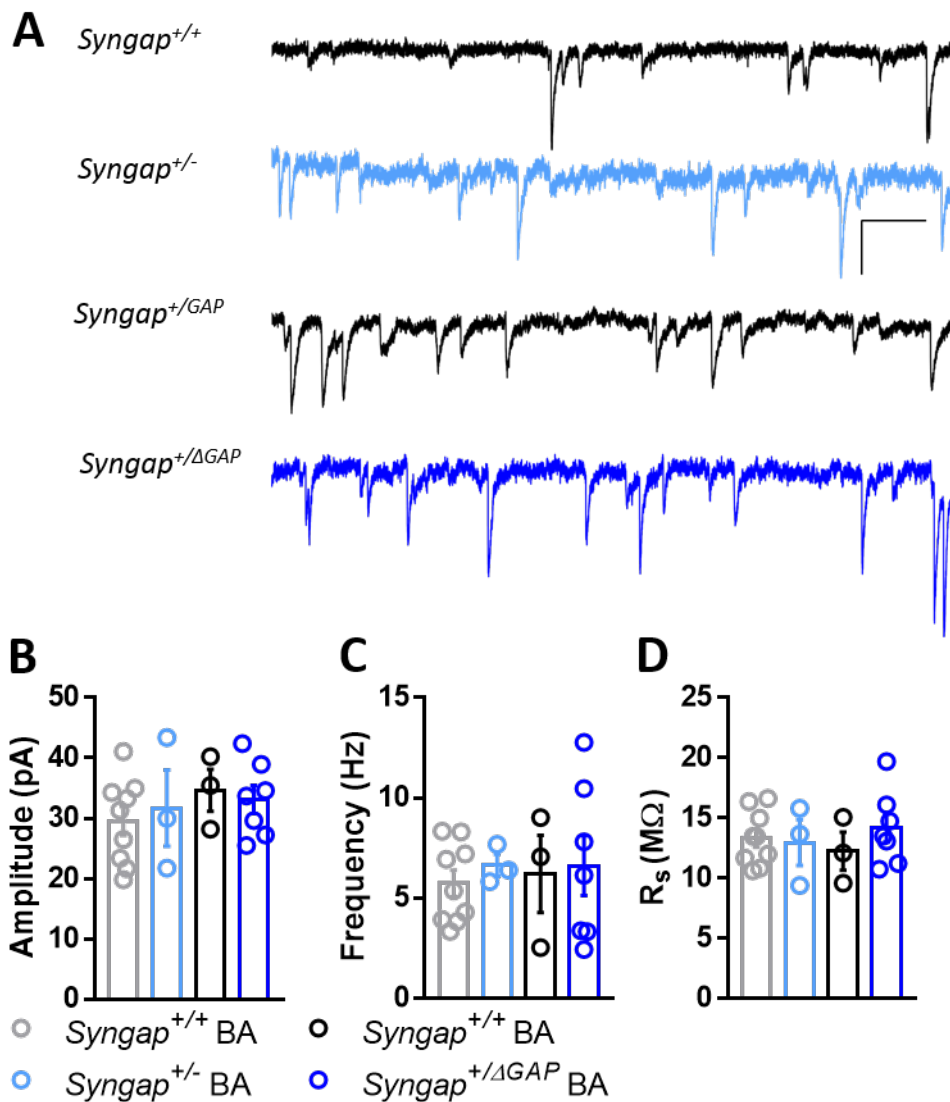 A
Syngap+/+
Syngap+/-
Syngap+/GAP
Syngap+/ΔGAP
B
Amplitude (pA)
50
40
30
20
10
0
C
Frequency (Hz)
15
10
5
0
D
Rs (MΩ)
25
20
15
10
5
0
Syngap+/+ BA
Syngap+/+ BA
Syngap+/- BA
Syngap+/ΔGAP BA